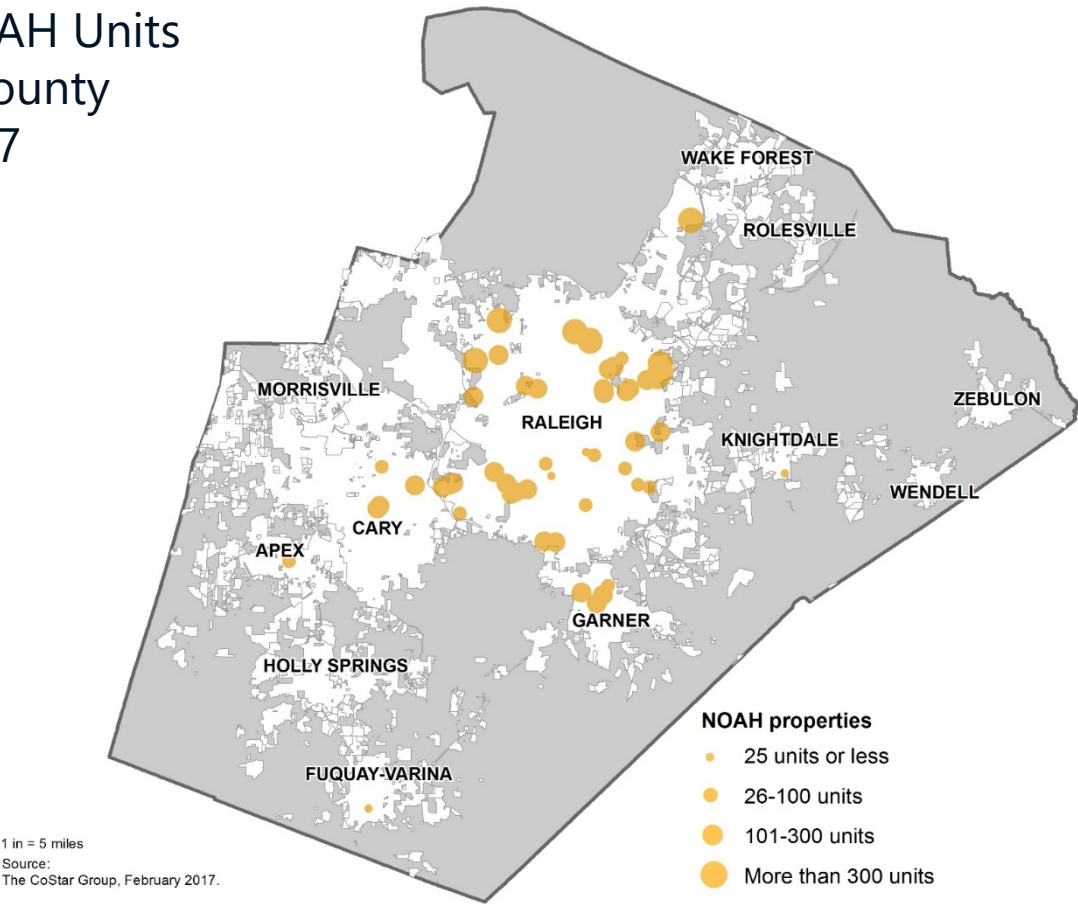 AH Units
ounty
7
WAKE FOREST
ROLESVILLE
MORRISVILLE
ZEBULON
RALEIGH
KNIGHTDALE
WENDELL
CARY
APEX
GARNER
HOLLY SPRINGS
FUQUAY-VARINA
NOAH properties
25 units or less
26-100 units
101-300 units
More than 300 units
1 in = 5 miles
Source:
The CoStar Group, February 2017.